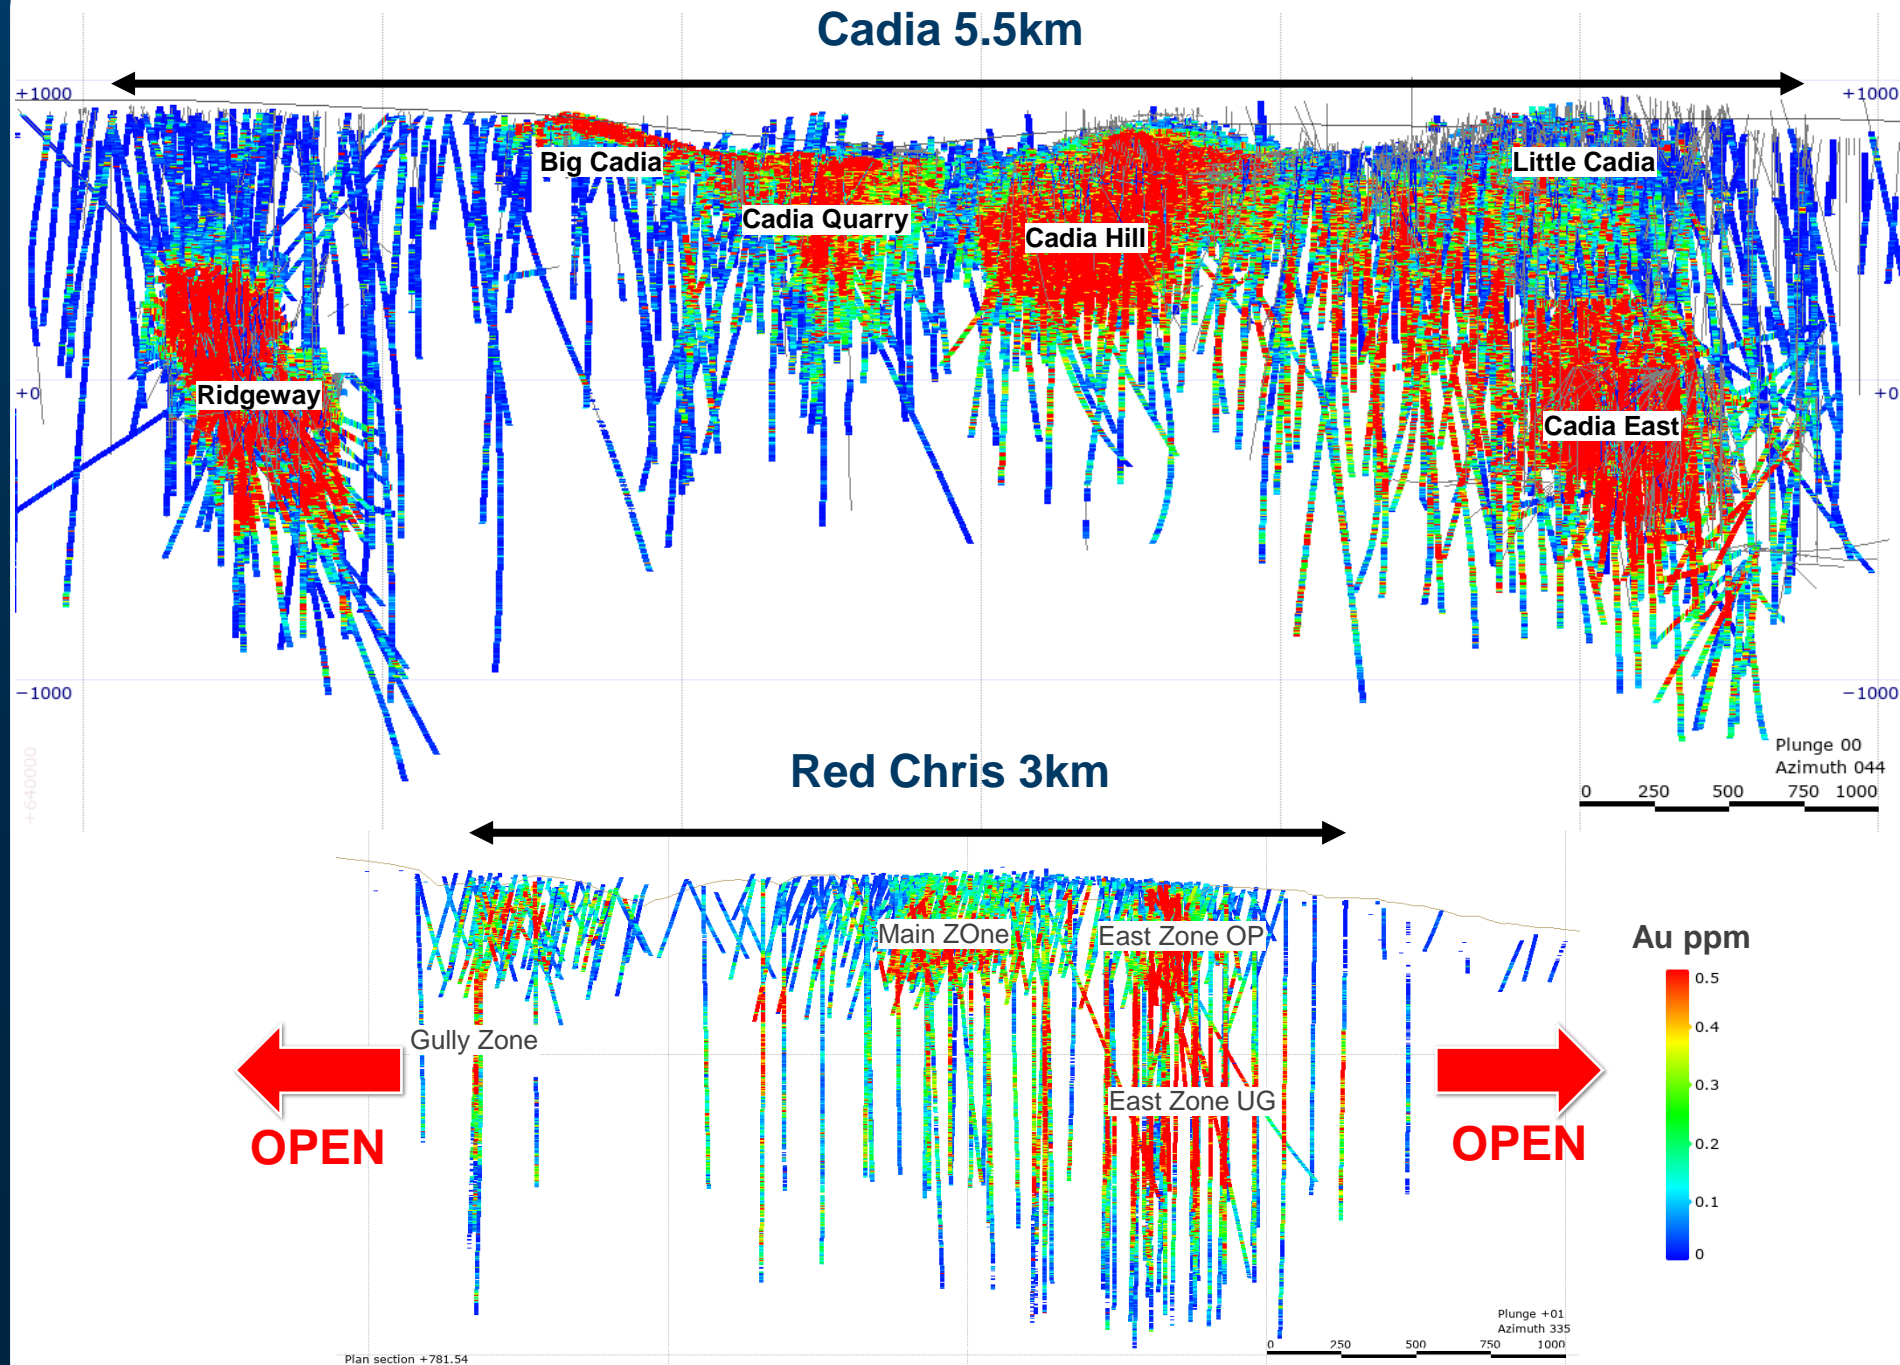 Cadia 5.5km
+1000
+1000
Big Cadia
Little Cadia
Cadia Quarry
Cadia Hill
Ridgeway
+0
+0
Cadia East
−1000
−1000
+640000
Plunge 00
Azimuth 044
0 250 500 750 1000
Red Chris 3km
Main ZOne
East Zone OP
Au ppm
0.5
0.4
0.3
0.2
0.1
0
Gully Zone
East Zone UG
OPEN
OPEN
Plunge +01
Azimuth 335
0 250 500 750 1000
Plan section +781.54